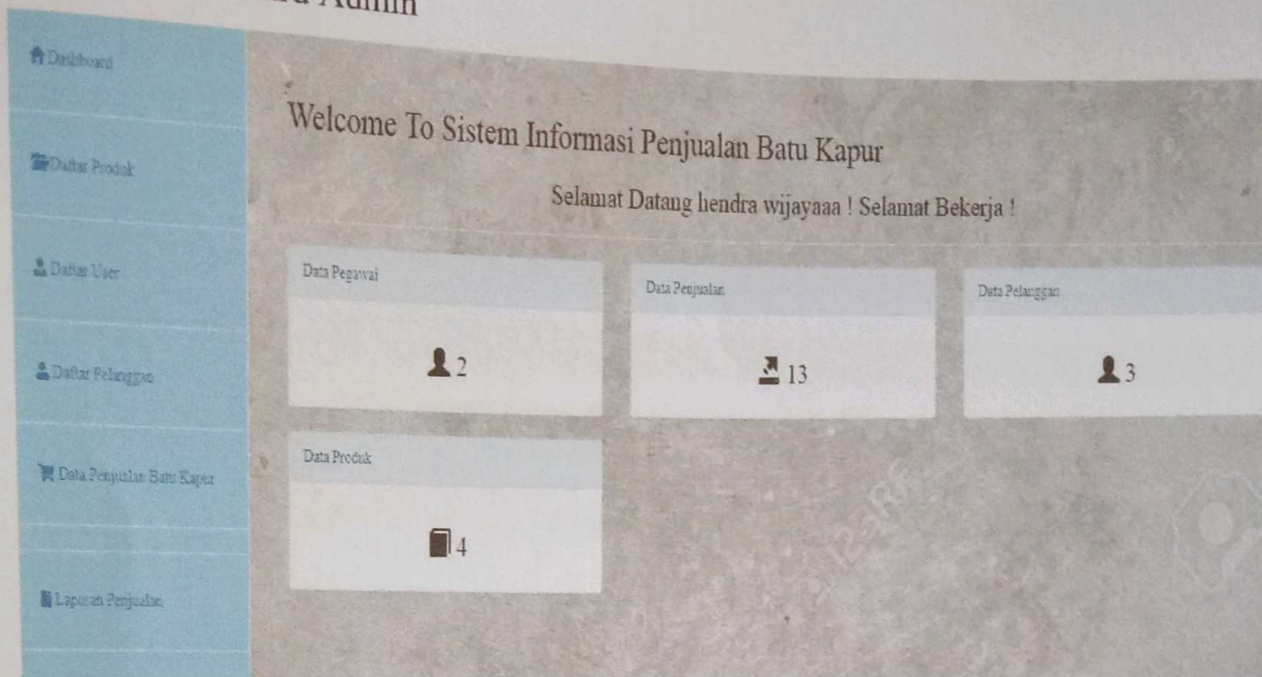 Admin
Dashboard
Daftar Produk
Daftar User
Daftar Pelanggan
Data Penjualan Batu Kapur
Laporan Penjualan
Welcome To Sistem Informasi Penjualan Batu Kapur
Selamat Datang hendra wijayaaa ! Selamat Bekerja !
Data Pegawai
2
Data Penjualan
13
Data Pelanggan
3
Data Produk
4
123RF